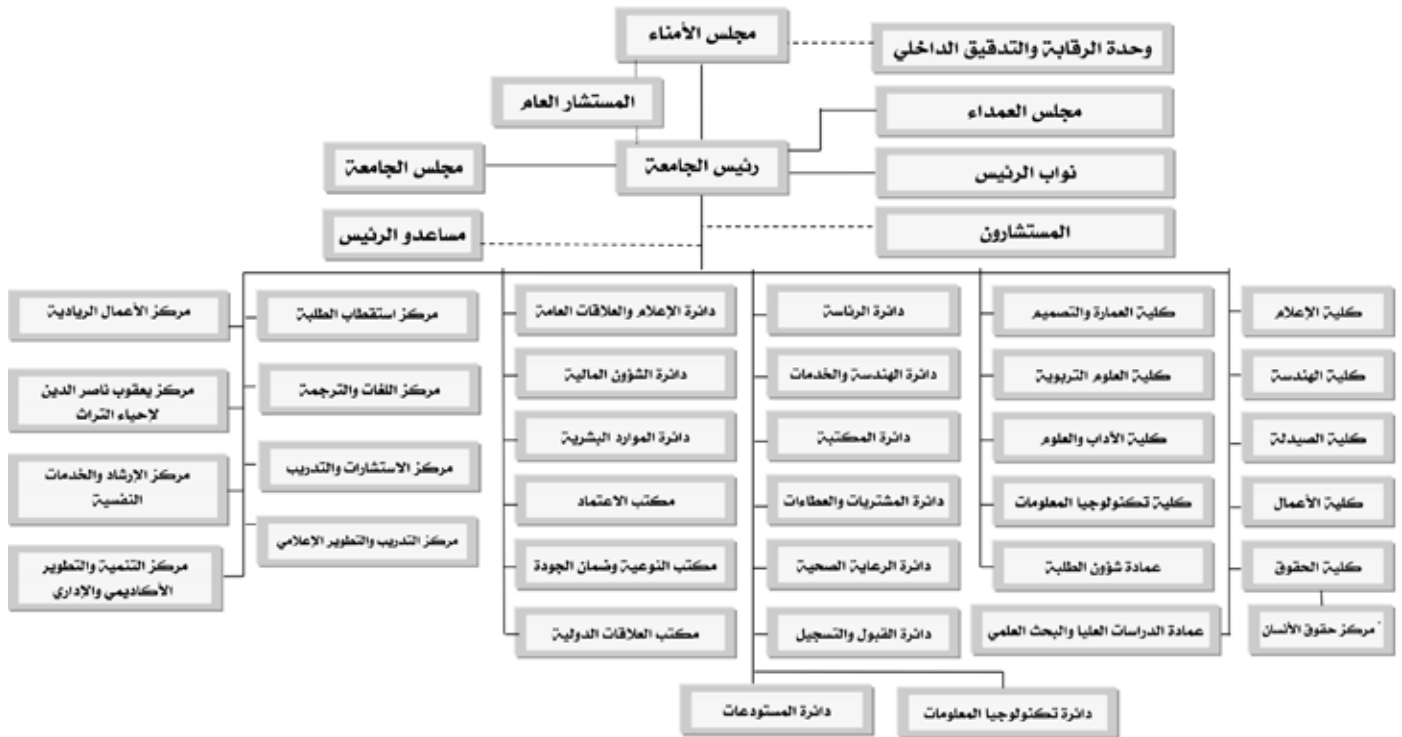 مجلس الأمناء
وحدة الرقابة والتدقيق الداخلي
المستشار العام
مجلس العمداء
رئيس الجامعة
مجلس الجامعة
نواب الرئيس
مساعدو الرئيس
المستشارون
كلية الإعلام
كلية العمارة والتصميم
دائرة الرئاسة
دائرة الإعلام والعلاقات العامة
مركز استقطاب الطلبة
مركز الأعمال الريادية
كلية الهندسة
كلية العلوم التربوية
دائرة الهندسة والخدمات
دائرة الشؤون المالية
مركز اللغات والترجمة
مركز يعقوب ناصر الدين
لإحياء التراث
كلية الصيدلة
كلية الآداب والعلوم
دائرة المكتبة
دائرة الموارد البشرية
مركز الاستشارات والتدريب
مركز الإرشاد والخدمات
النفسية
كلية الأعمال
كلية تكنولوجيا المعلومات
دائرة المشتريات والعطاءات
مكتب الاعتماد
مركز التدريب والتطوير الإعلامي
مركز التنمية والتطوير
الأكاديمي والإداري
كلية الحقوق
عمادة شؤون الطلبة
دائرة الرعاية الصحية
مكتب النوعية وضمان الجودة
مركز حقوق الأنسان
عمادة الدراسات العليا والبحث العلمي
دائرة القبول والتسجيل
مكتب العلاقات الدولية
دائرة تكنولوجيا المعلومات
دائرة المستودعات